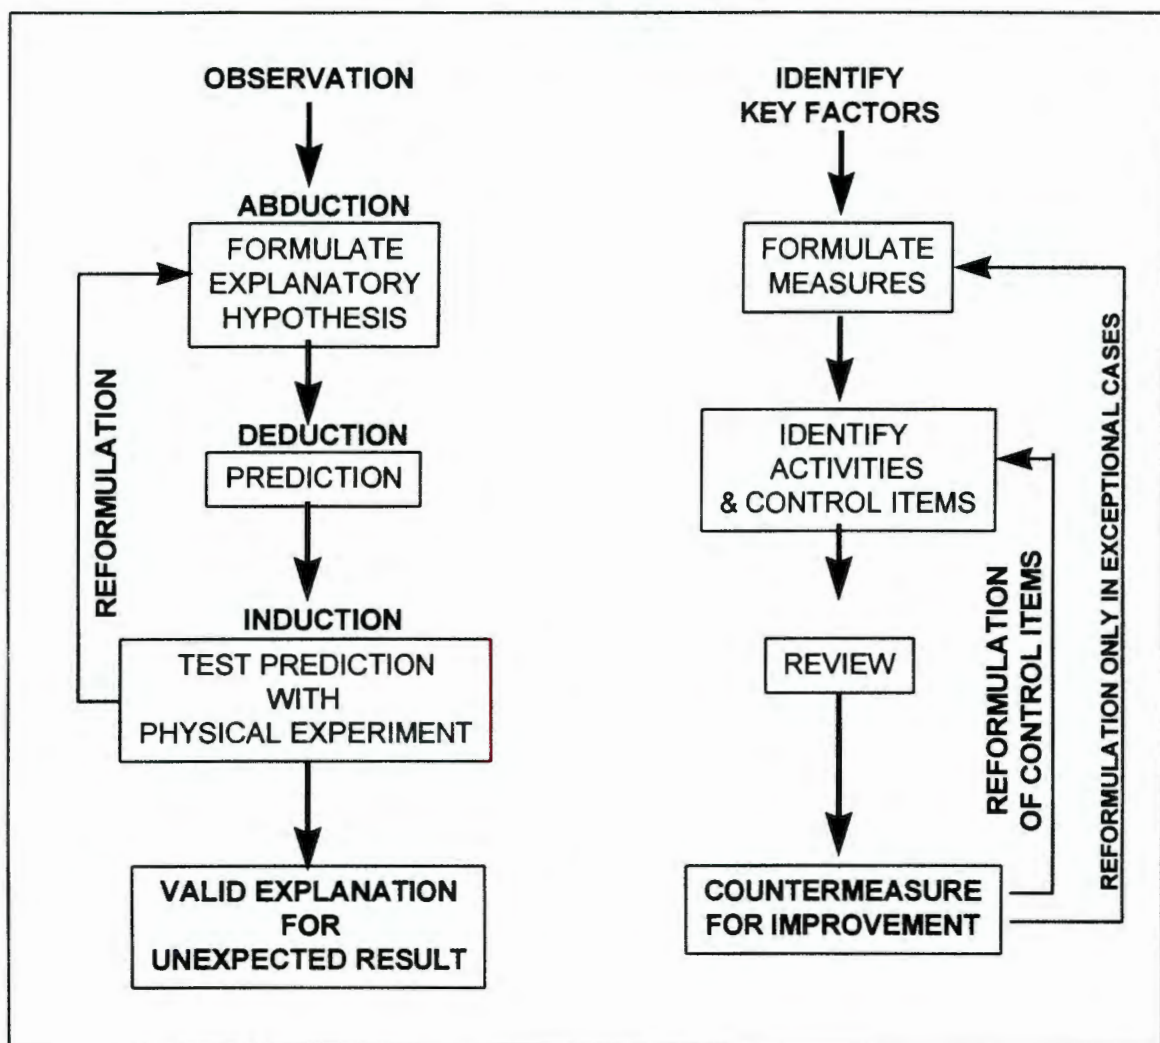 OBSERVATION
ABDUCTION
FORMULATE
EXPLANATORY
HYPOTHESIS
REFORMULATION
DEDUCTION
PREDICTION
INDUCTION
TEST PREDICTION
WITH
PHYSICAL EXPERIMENT
VALID EXPLANATION
FOR
UNEXPECTED RESULT
IDENTIFY
KEY FACTORS
FORMULATE
MEASURES
IDENTIFY
ACTIVITIES
& CONTROL ITEMS
REVIEW
COUNTERMEASURE
FOR IMPROVEMENT
REFORMULATION
OF CONTROL ITEMS
REFORMULATION ONLY IN EXCEPTIONAL CASES